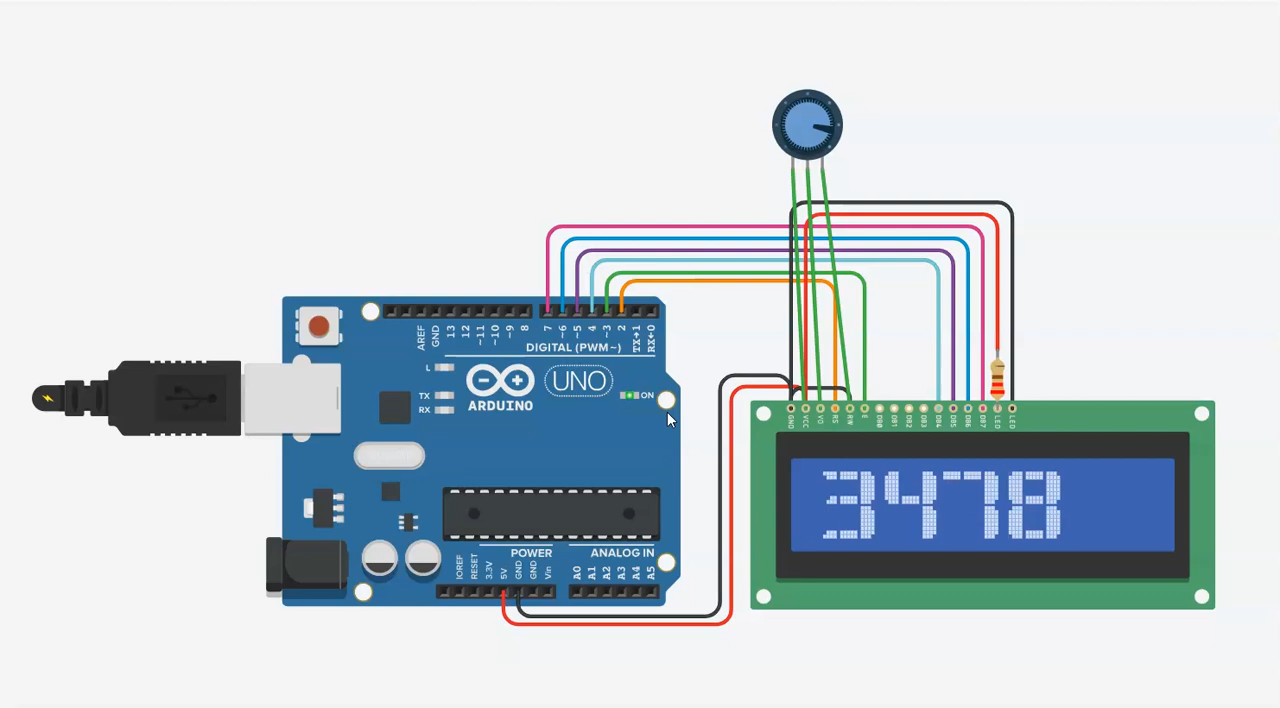 AREF
GND
13
12
~11
~10
~9
8
7
~6
~5
4
~3
2
TX→1
RX←0
DIGITAL (PWM~)
L
TX
RX
ARDUINO
UNO
ON
POWER
ANALOG IN
IOREF
RESET
3.3V
5V
GND
GND
Vin
A0
A1
A2
A3
A4
A5
GND
VCC
VO
RS
RW
E
DB0
DB1
DB2
DB3
DB4
DB5
DB6
DB7
LED
LED
3478